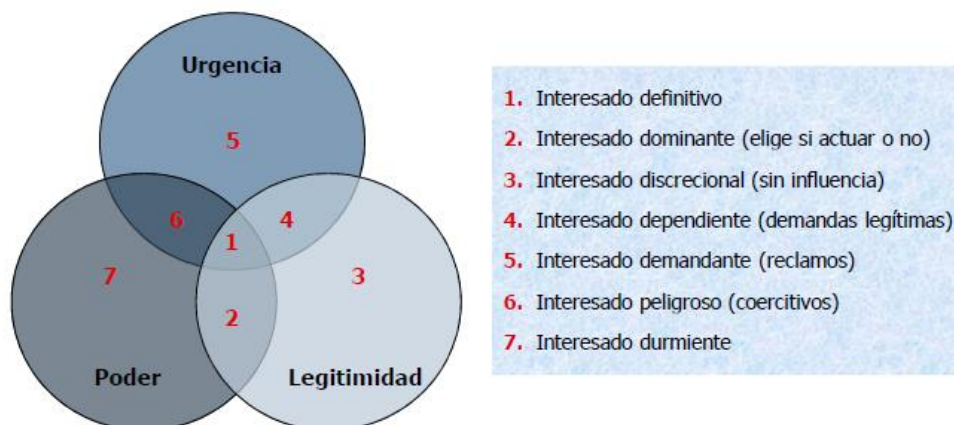 Urgencia
5
6
4
1
7
3
2
Poder
Legitimidad
1. Interesado definitivo
2. Interesado dominante (elige si actuar o no)
3. Interesado discrecional (sin influencia)
4. Interesado dependiente (demandas legítimas)
5. Interesado demandante (reclamos)
6. Interesado peligroso (coercitivos)
7. Interesado durmiente